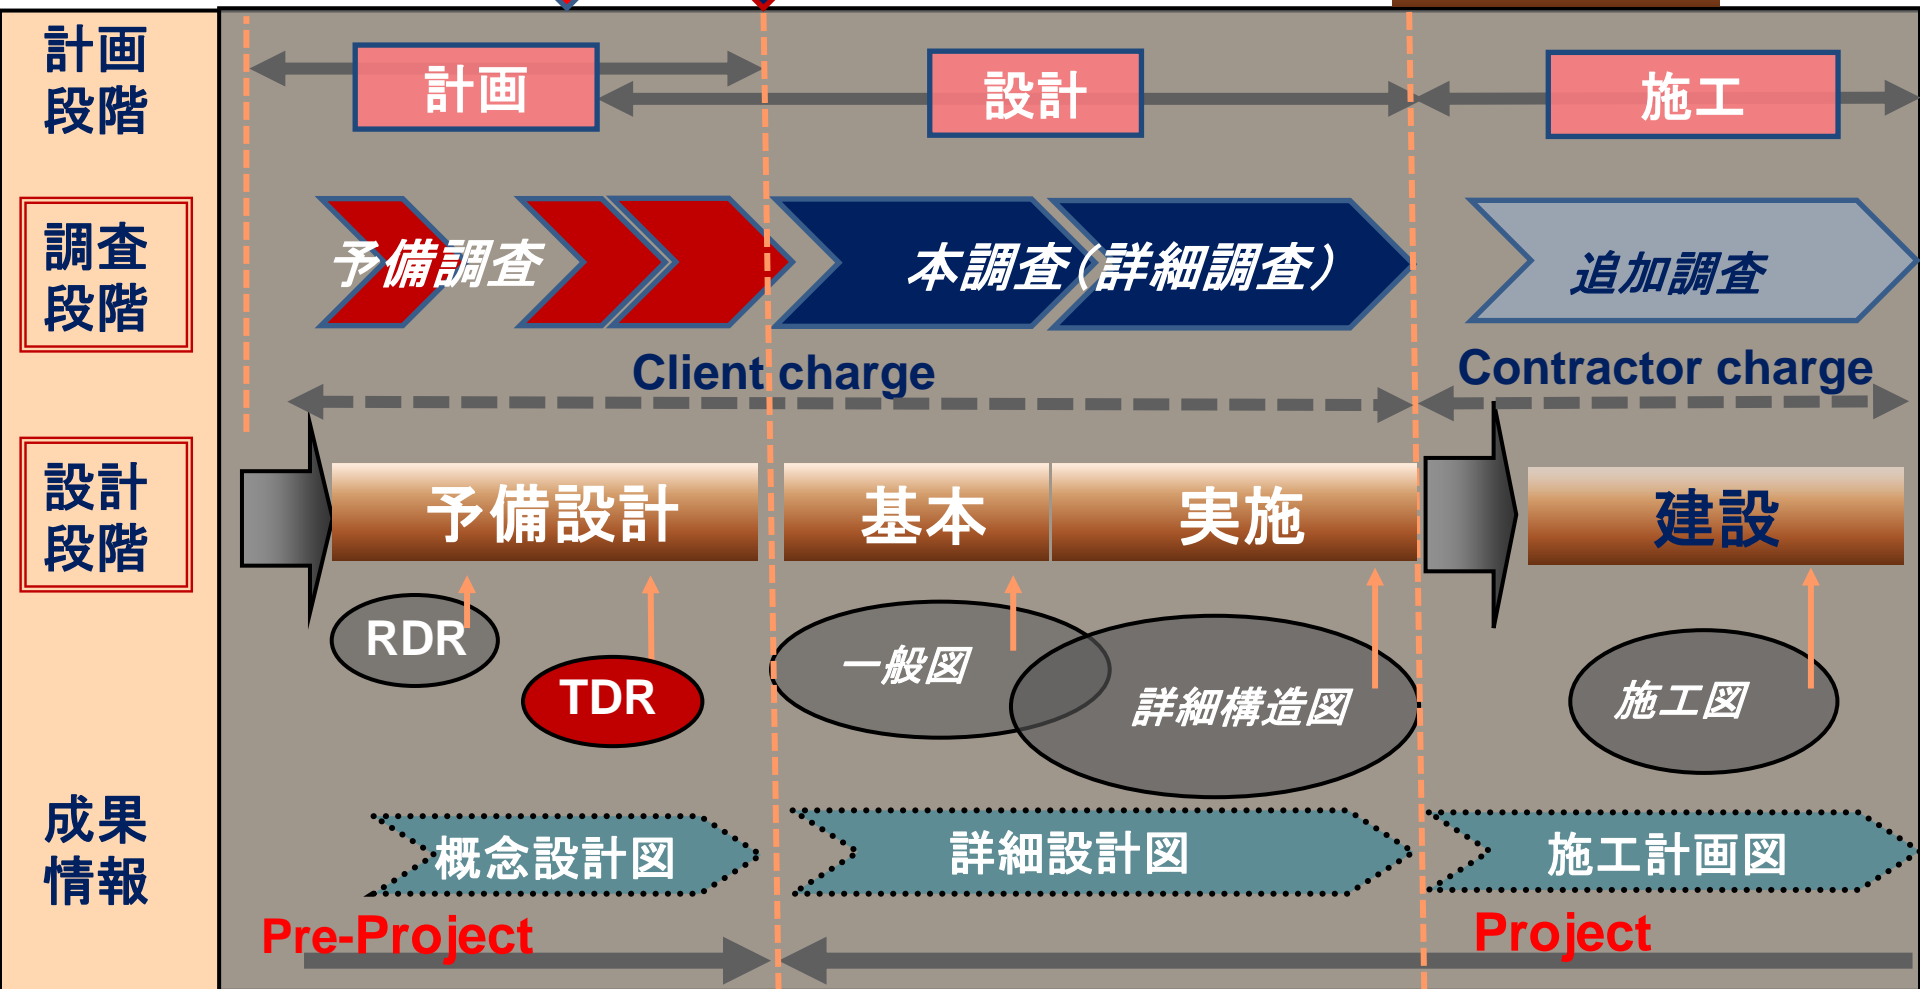 計画
段階
計画
設計
施工
調査
段階
予備調査
本調査（詳細調査）
追加調査
Client charge
Contractor charge
設計
段階
予備設計
基本
実施
建設
RDR
TDR
一般図
詳細構造図
施工図
成果
情報
概念設計図
詳細設計図
施工計画図
Pre-Project
Project